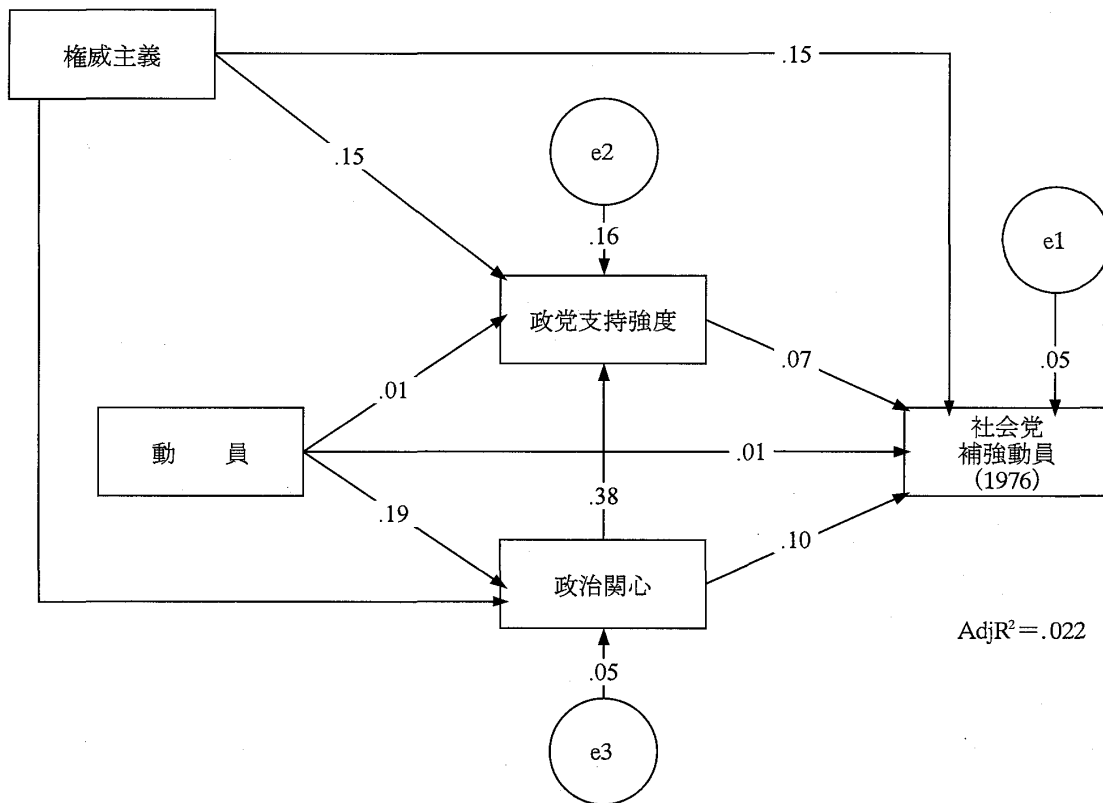 権威主義
.15
e2
.15
.16
e1
政党支持強度
.07
.05
.01
動 員
社会党
補強動員
(1976)
.01
.19
.38
.10
政治関心
AdjR²=.022
.05
e3